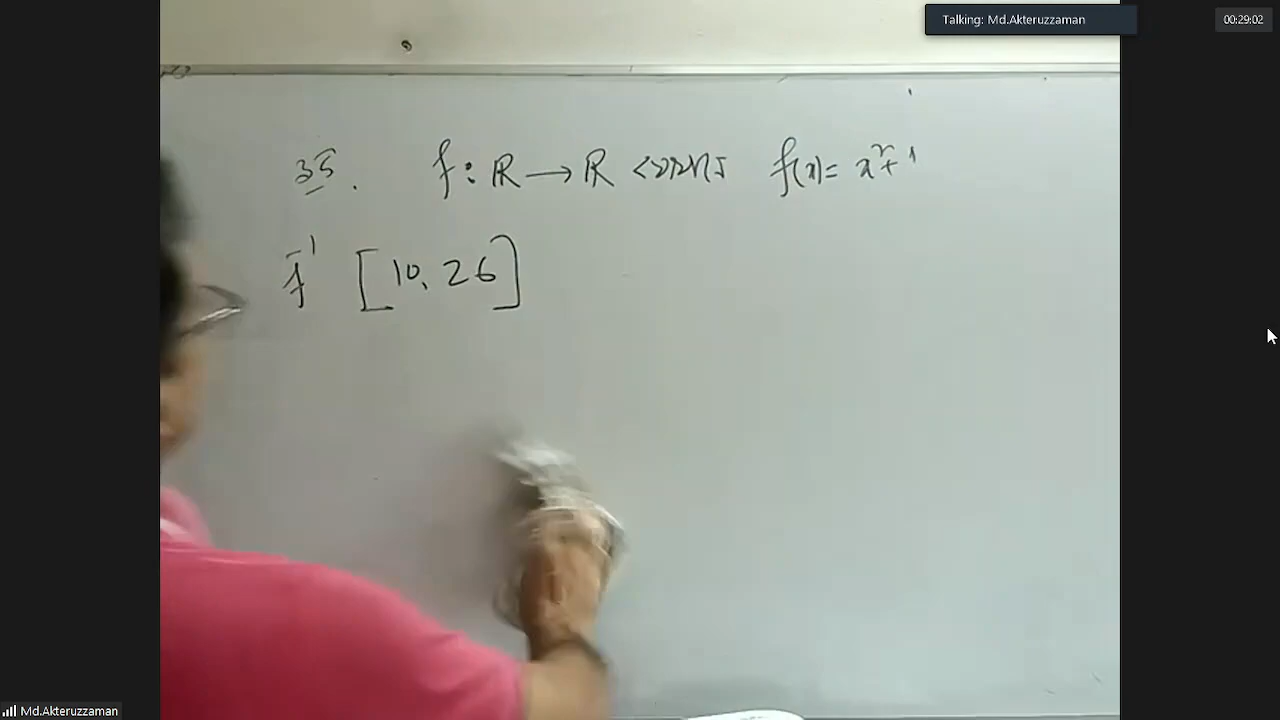 Talking: Md.Akteruzzaman
00:29:02
35. f: ℝ → ℝ f(x) = x²+1
f⁻¹ [10, 26]
Md.Akteruzzaman